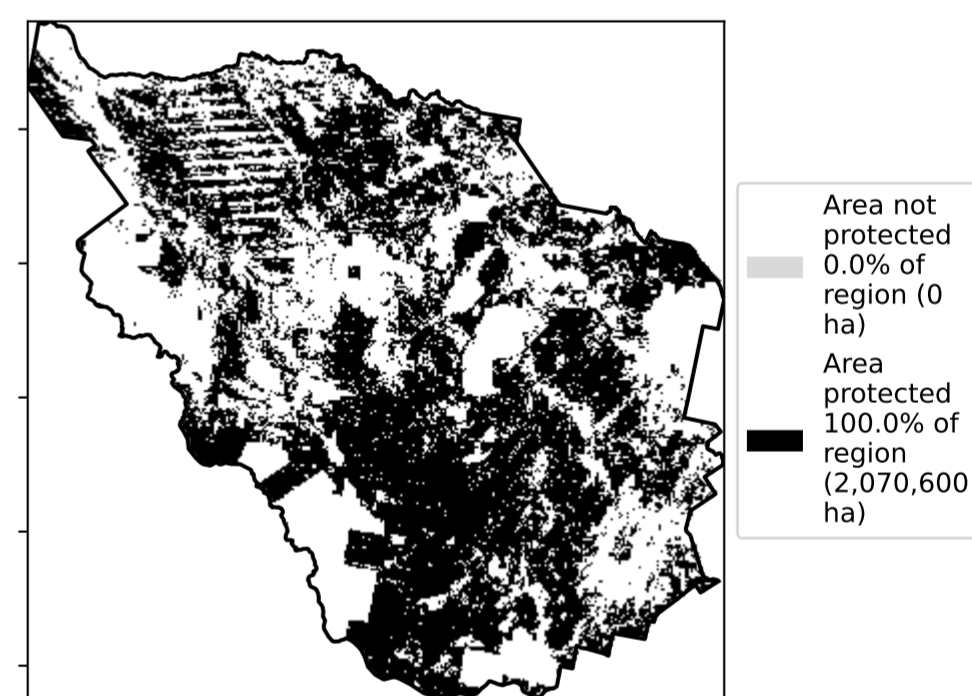 Area not
protected
0.0% of
region (0
ha)
Area
protected
100.0% of
region
(2,070,600
ha)